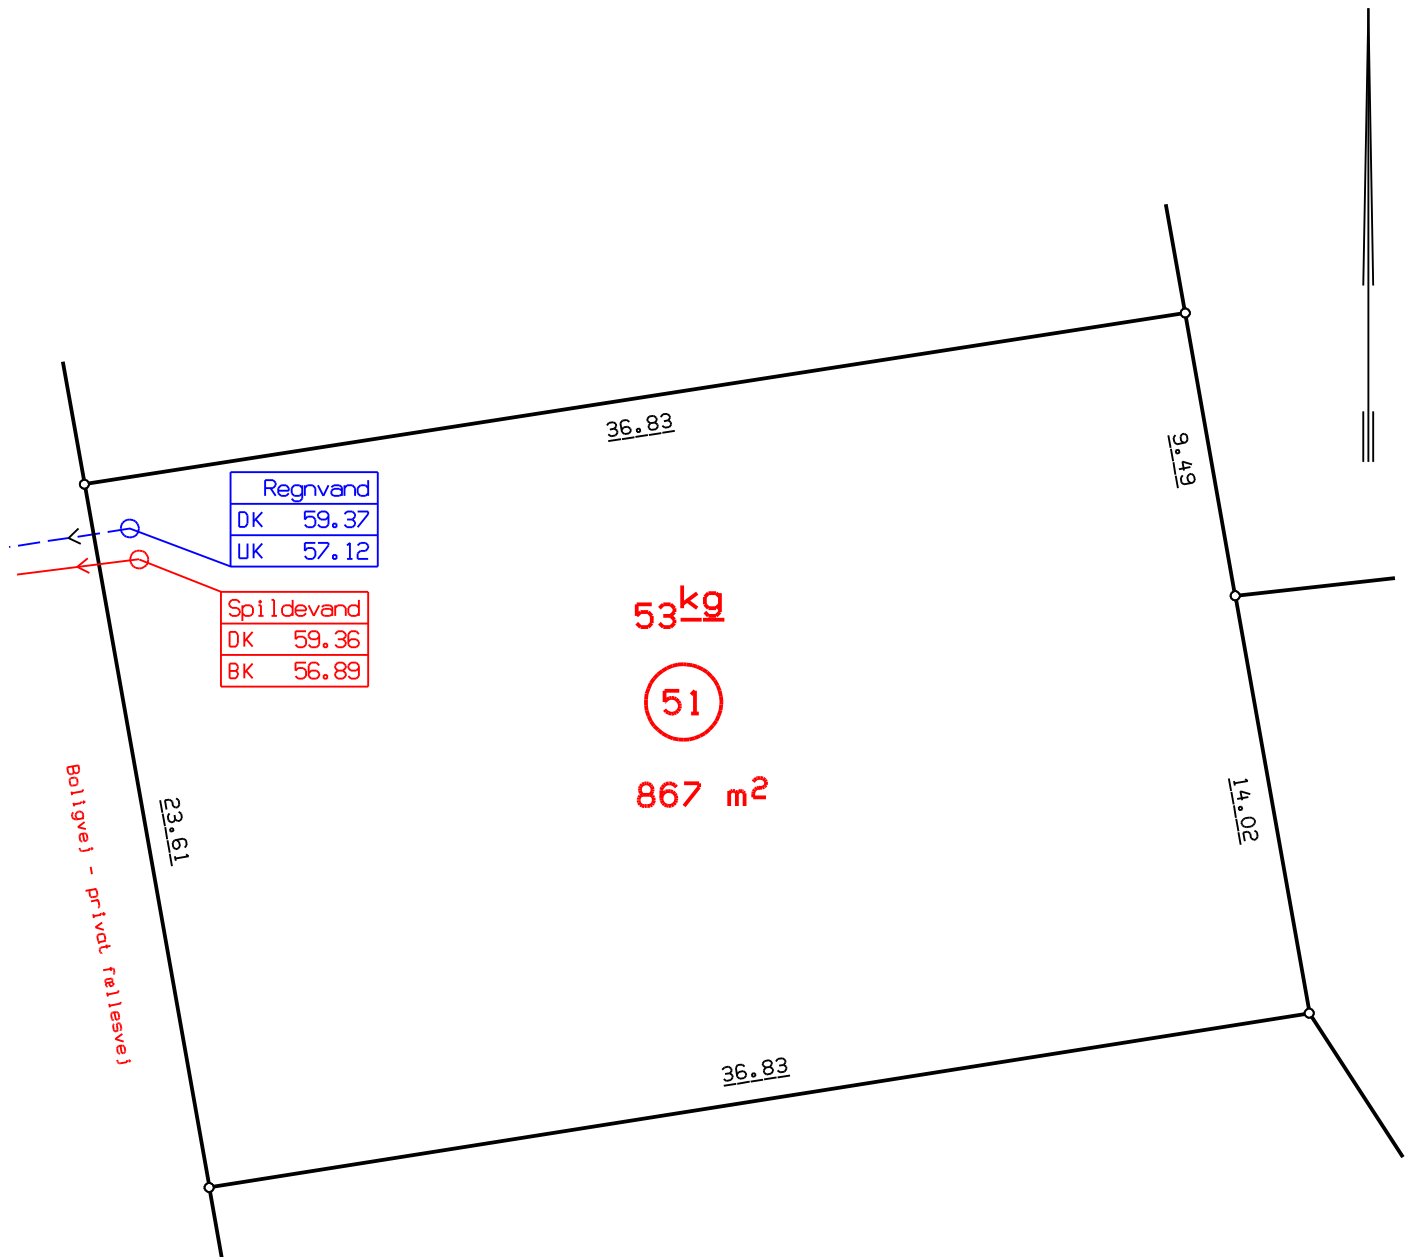 36.83
9.49
Regnvand
DK 59.37
UK 57.12
Spildevand
DK 59.36
BK 56.89
53kg
51
867 m²
23.61
14.02
Boligvej - privat fællesvej
36.83